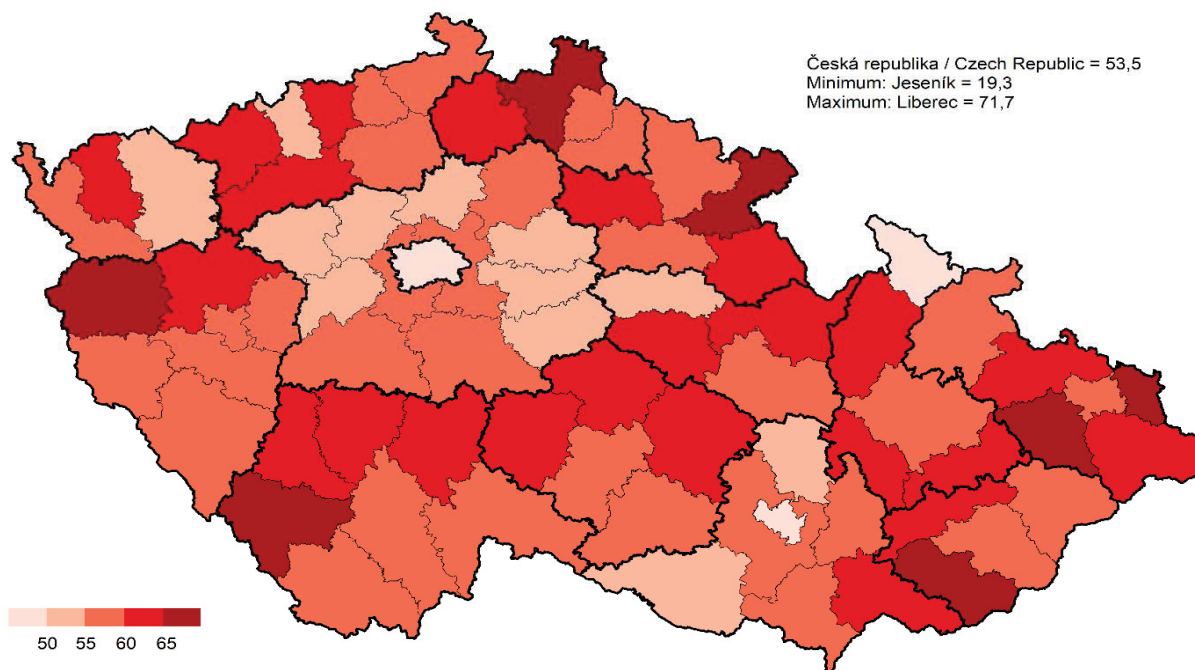 Česká republika / Czech Republic = 53,5
Minimum: Jeseník = 19,3
Maximum: Liberec = 71,7
50 55 60 65